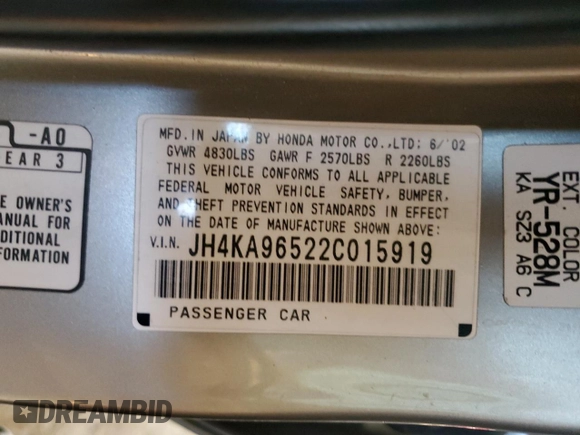 -A0
EAR 3
E OWNER'S
ANUAL FOR
DITIONAL
FORMATION
MFD. IN JAPAN BY HONDA MOTOR CO.,LTD: 6/'02
GVWR 4830LBS GAWR F 2570LBS R 2260LBS
THIS VEHICLE CONFORMS TO ALL APPLICABLE
FEDERAL MOTOR VEHICLE SAFETY, BUMPER,
AND THEFT PREVENTION STANDARDS IN EFFECT
ON THE DATE OF MANUFACTURE SHOWN ABOVE:
V.I.N. JH4KA96522C015919
PASSENGER CAR
EXT. COLOR
YR-528M
KA SZ3 A6 C
DREAMBID